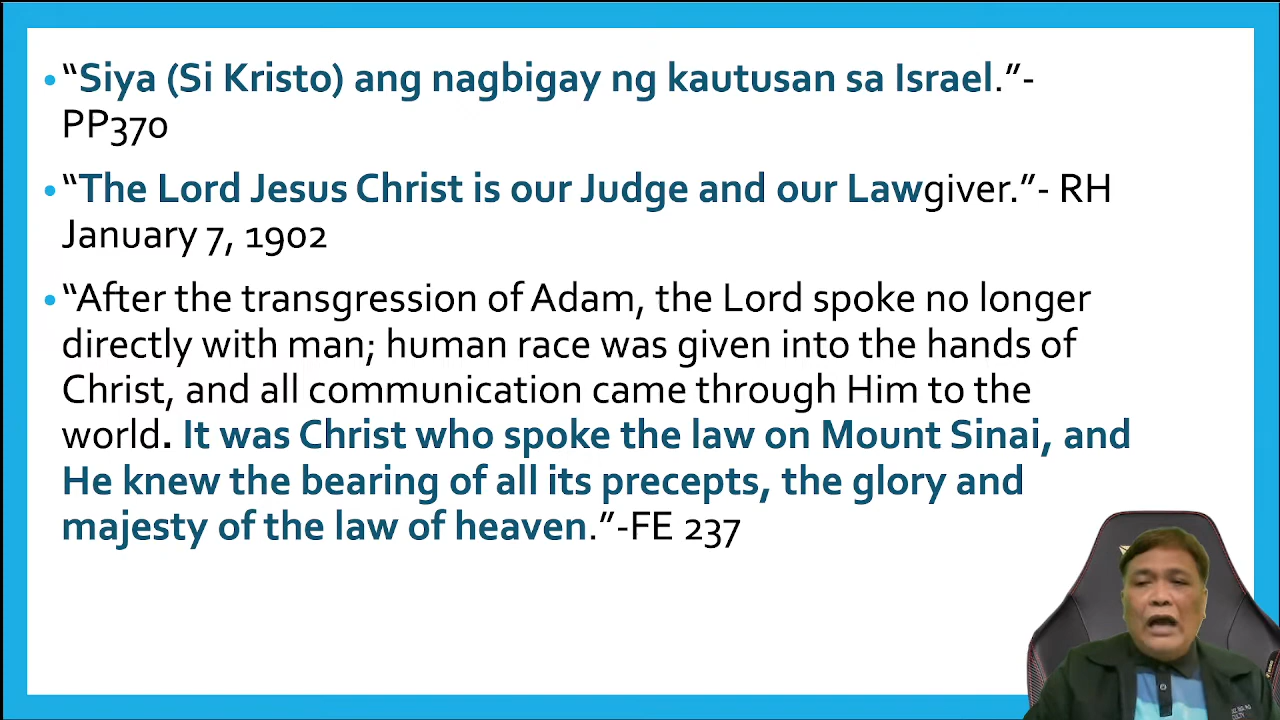 • “Siya (Si Kristo) ang nagbigay ng kautusan sa Israel.”-
PP370
• “The Lord Jesus Christ is our Judge and our Lawgiver.”- RH
January 7, 1902
• “After the transgression of Adam, the Lord spoke no longer
directly with man; human race was given into the hands of
Christ, and all communication came through Him to the
world. It was Christ who spoke the law on Mount Sinai, and
He knew the bearing of all its precepts, the glory and
majesty of the law of heaven.”-FE 237